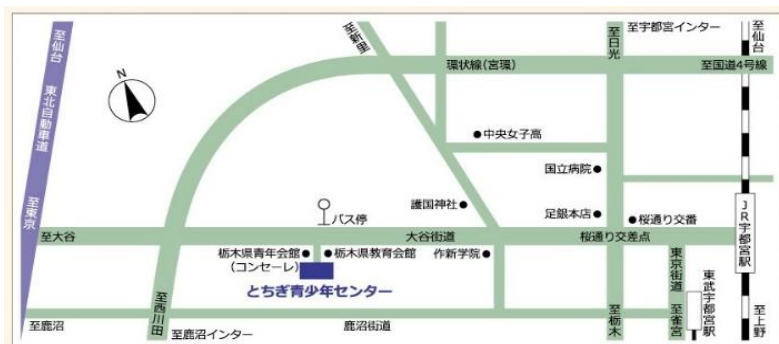 至仙台
東北自動車道
至東京
N
至新里
至日光
至宇都宮インター
至仙台
環状線(宮環)
至国道4号線
中央女子高
国立病院
護国神社
足銀本店
桜通り交番
バス停
至大谷
大谷街道
桜通り交差点
JR宇都宮駅
栃木県青年会館
(コンセーレ)
栃木県教育会館
作新学院
とちぎ青少年センター
東京街道
至雀宮
東武宇都宮駅
至西川田
至栃木
至上野
至鹿沼
至鹿沼インター
鹿沼街道